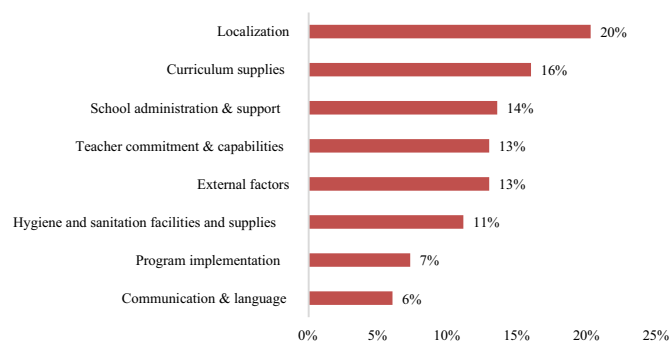 Localization 20%
Curriculum supplies 16%
School administration & support 14%
Teacher commitment & capabilities 13%
External factors 13%
Hygiene and sanitation facilities and supplies 11%
Program implementation 7%
Communication & language 6%
0% 5% 10% 15% 20% 25%